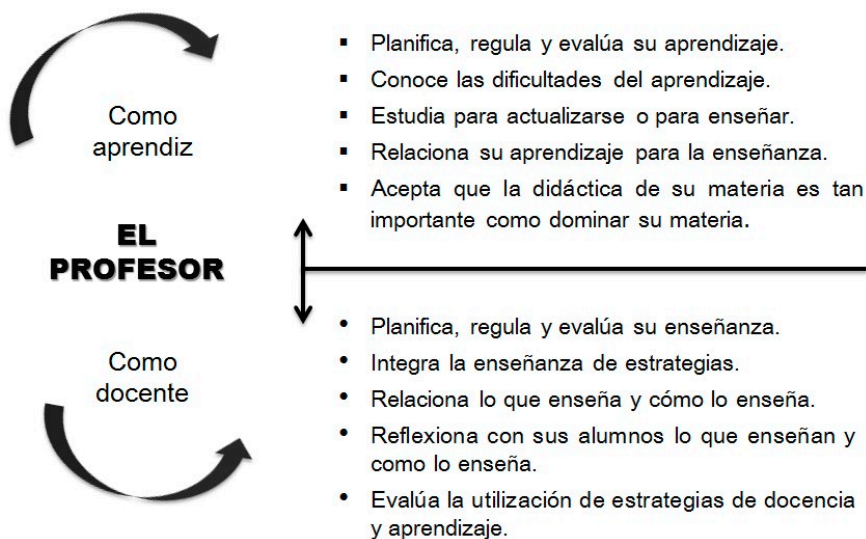 Como
aprendiz
▪ Planifica, regula y evalúa su aprendizaje.
▪ Conoce las dificultades del aprendizaje.
▪ Estudia para actualizarse o para enseñar.
▪ Relaciona su aprendizaje para la enseñanza.
▪ Acepta que la didáctica de su materia es tan
importante como dominar su materia.
EL
PROFESOR
Como
docente
• Planifica, regula y evalúa su enseñanza.
• Integra la enseñanza de estrategias.
• Relaciona lo que enseña y cómo lo enseña.
• Reflexiona con sus alumnos lo que enseñan y
como lo enseña.
• Evalúa la utilización de estrategias de docencia
y aprendizaje.